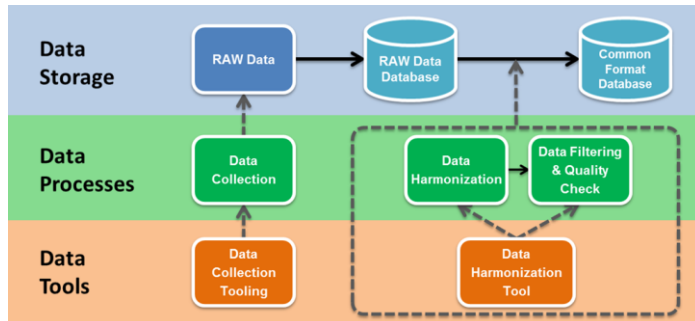 Data
Storage
RAW Data
RAW Data
Database
Common
Format
Database
Data
Processes
Data
Collection
Data
Harmonization
Data Filtering
& Quality
Check
Data
Tools
Data
Collection
Tooling
Data
Harmonization
Tool